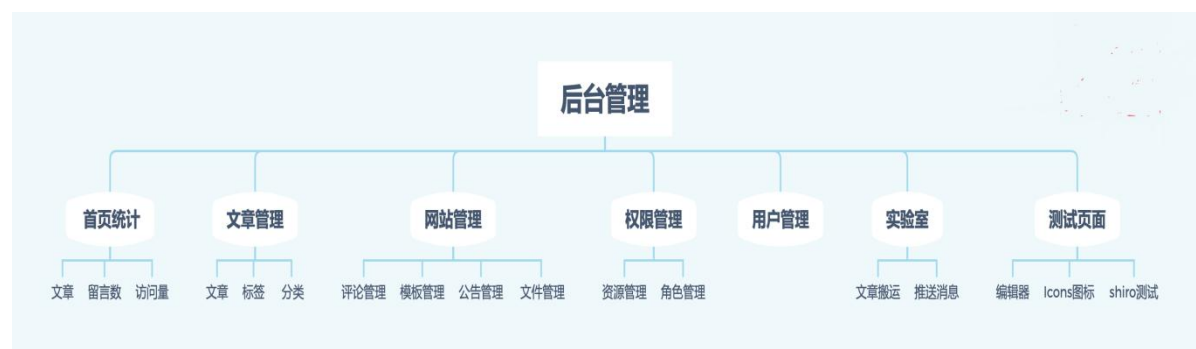 后台管理
首页统计 文章管理 网站管理 权限管理 用户管理 实验室 测试页面
文章 留言数 访问量 文章 标签 分类 评论管理 模板管理 公告管理 文件管理 资源管理 角色管理 文章搬运 推送消息 编辑器 Icons图标 shiro测试